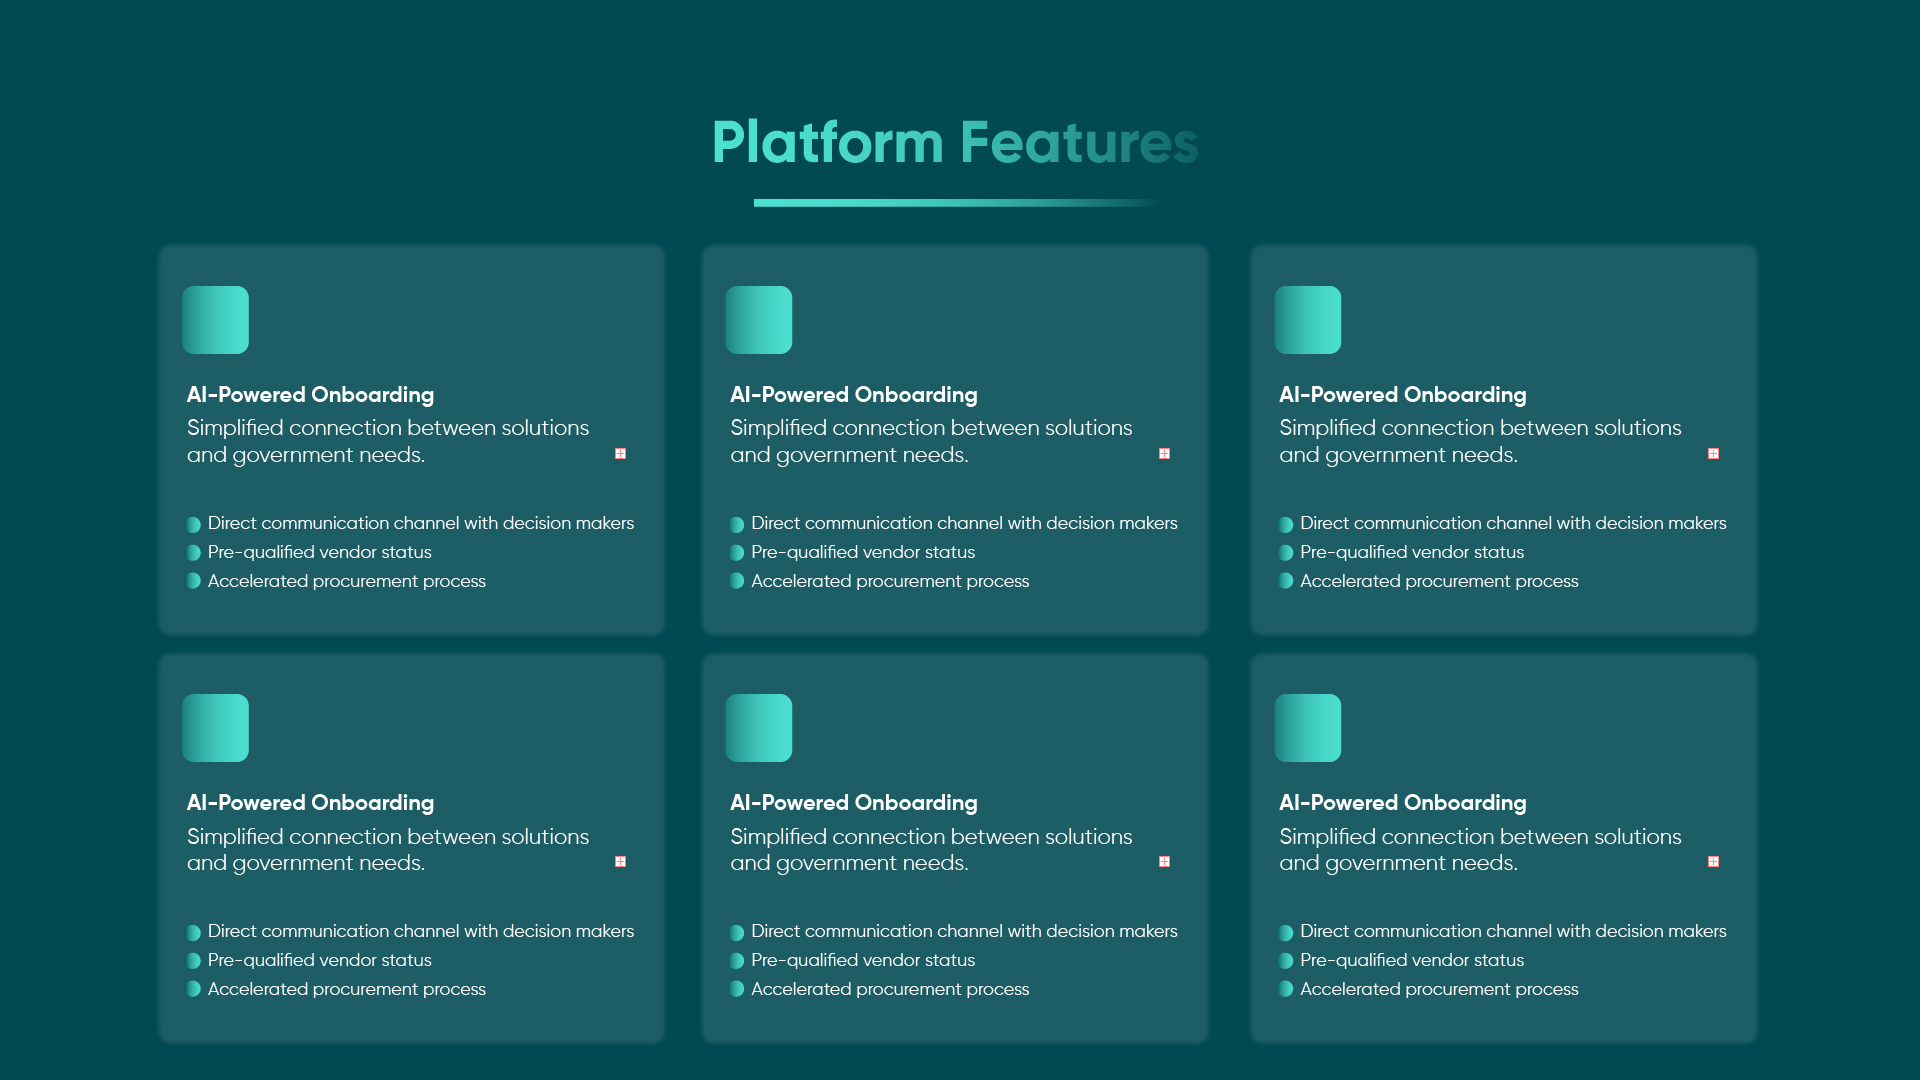 Platform Features
AI-Powered Onboarding
Simplified connection between solutions
and government needs.
Direct communication channel with decision makers
Pre-qualified vendor status
Accelerated procurement process
AI-Powered Onboarding
Simplified connection between solutions
and government needs.
Direct communication channel with decision makers
Pre-qualified vendor status
Accelerated procurement process
AI-Powered Onboarding
Simplified connection between solutions
and government needs.
Direct communication channel with decision makers
Pre-qualified vendor status
Accelerated procurement process
AI-Powered Onboarding
Simplified connection between solutions
and government needs.
Direct communication channel with decision makers
Pre-qualified vendor status
Accelerated procurement process
AI-Powered Onboarding
Simplified connection between solutions
and government needs.
Direct communication channel with decision makers
Pre-qualified vendor status
Accelerated procurement process
AI-Powered Onboarding
Simplified connection between solutions
and government needs.
Direct communication channel with decision makers
Pre-qualified vendor status
Accelerated procurement process